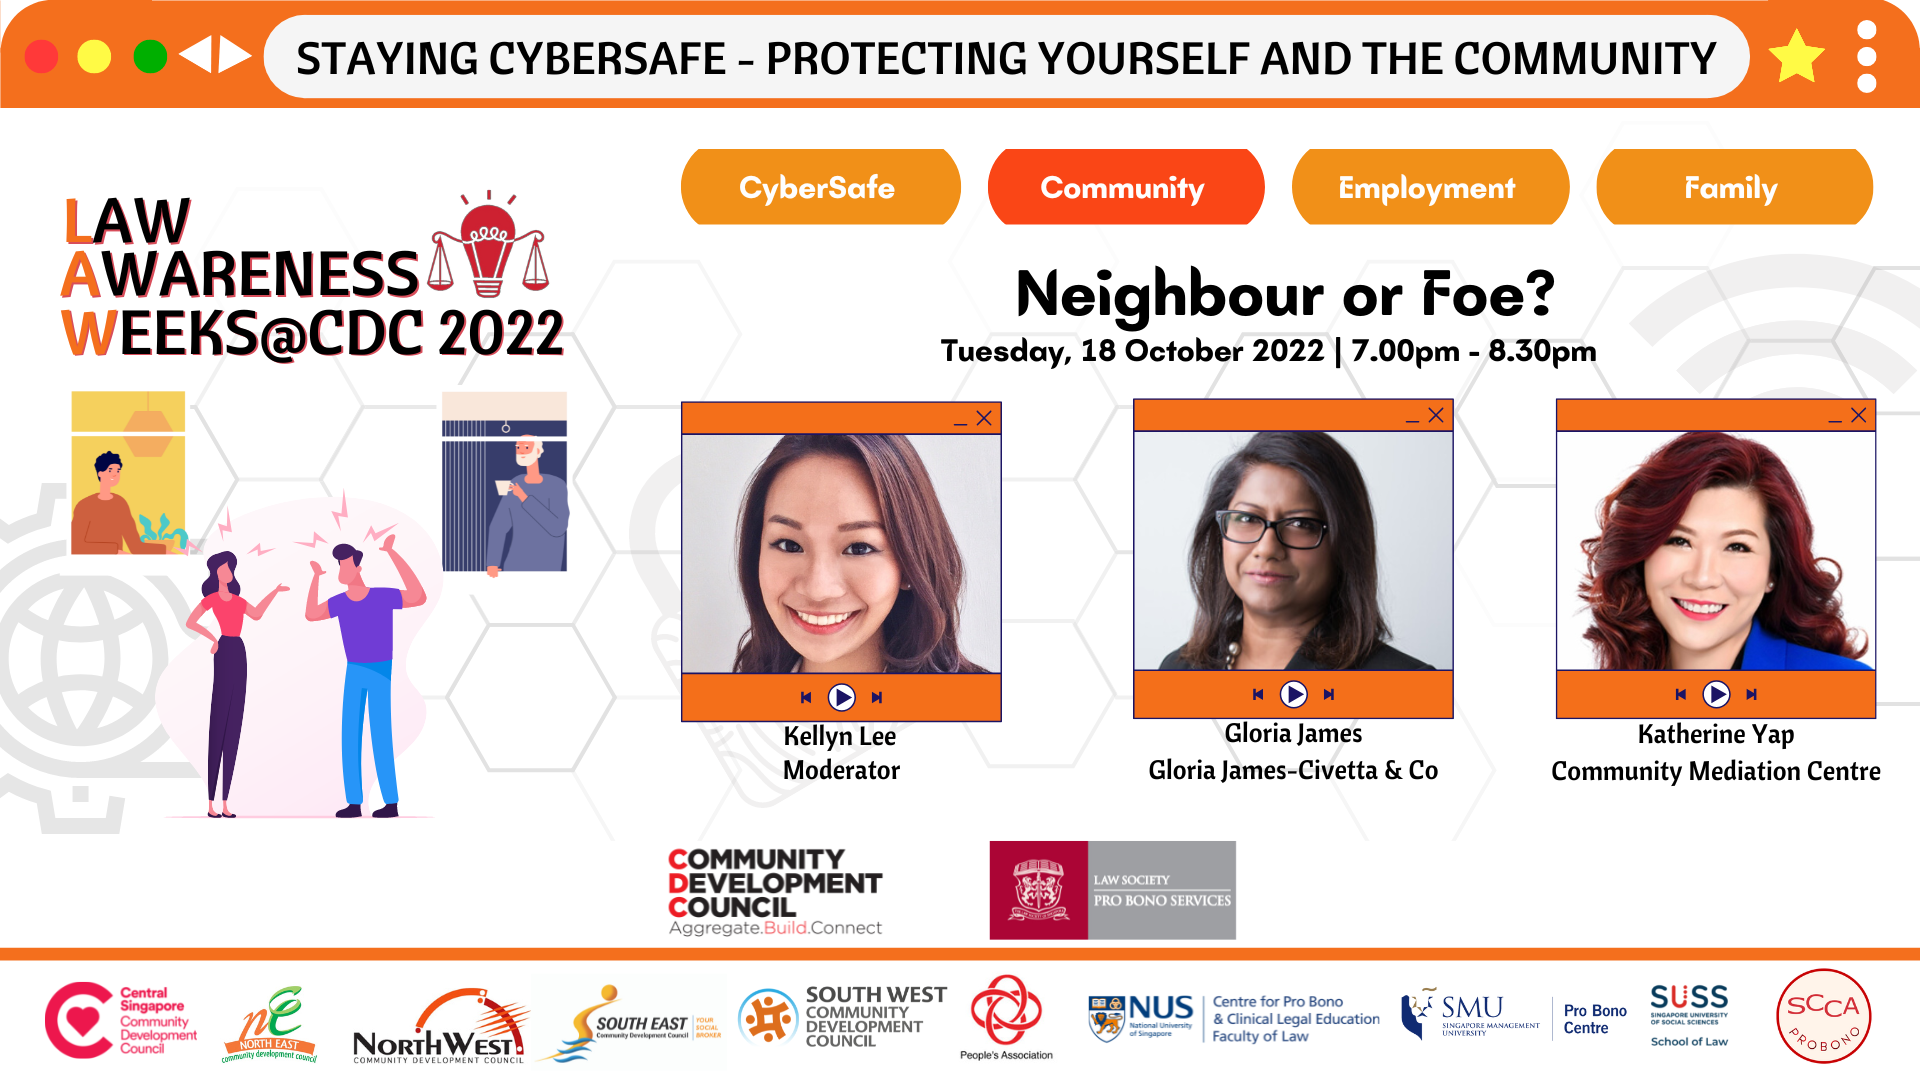 STAYING CYBERSAFE - PROTECTING YOURSELF AND THE COMMUNITY
LAW
AWARENESS
WEEKS@CDC 2022
CyberSafe
Community
Employment
Family
Neighbour or Foe?
Tuesday, 18 October 2022 | 7.00pm - 8.30pm
Kellyn Lee
Moderator
Gloria James
Gloria James-Civetta & Co
Katherine Yap
Community Mediation Centre
COMMUNITY
DEVELOPMENT
COUNCIL
Aggregate.Build.Connect
LAW SOCIETY
PRO BONO SERVICES
Central
Singapore
Community
Development
Council
nE
NORTH EAST
community development council
NORTHWEST
COMMUNITY DEVELOPMENT COUNCIL
SOUTH EAST
Community Development Council
YOUR
SOCIAL
BROKER
SOUTH WEST
COMMUNITY
DEVELOPMENT
COUNCIL
People's Association
NUS
National University
of Singapore
Centre for Pro Bono
& Clinical Legal Education
Faculty of Law
SMU
SINGAPORE MANAGEMENT
UNIVERSITY
Pro Bono
Centre
SUSS
SINGAPORE UNIVERSITY
OF SOCIAL SCIENCES
School of Law
SCCA
PROBONO